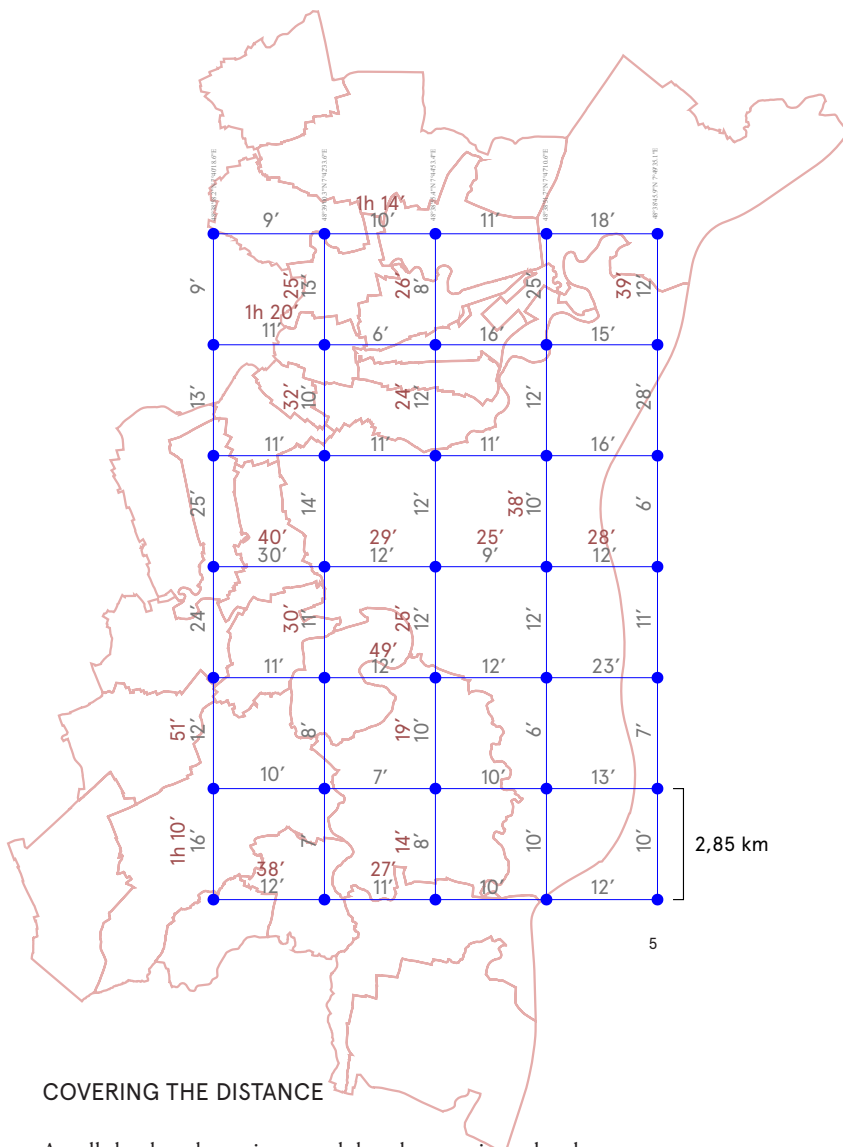 1h 14′
9′ 10′ 11′ 18′
9′ 25′ 13′ 26′ 8′ 25′ 39′ 12′
1h 20′
11′ 6′ 16′ 15′
13′ 32′ 10′ 24′ 12′ 12′ 28′
11′ 11′ 11′ 16′
25′ 14′ 12′ 38′ 10′ 6′
40′ 29′ 25′ 28′
30′ 12′ 9′ 12′
24′ 30′ 11′ 25′ 12′ 12′ 11′
49′
11′ 12′ 12′ 23′
51′ 12′ 8′ 19′ 10′ 6′ 7′
10′ 7′ 10′ 13′
1h 10′ 16′ 7′ 14′ 8′ 10′ 10′ 2,85 km
38′ 27′
12′ 11′ 10′ 12′
5
COVERING THE DISTANCE